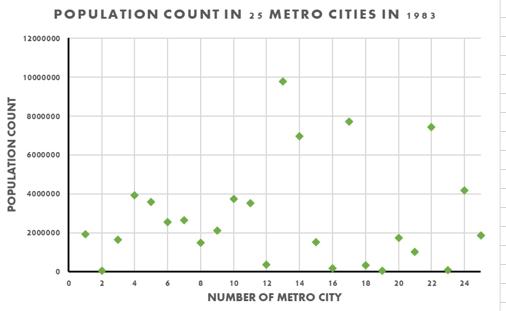 POPULATION COUNT IN 25 METRO CITIES IN 1983
12000000
10000000
8000000
6000000
4000000
2000000
0
POPULATION COUNT
0 2 4 6 8 10 12 14 16 18 20 22 24
NUMBER OF METRO CITY